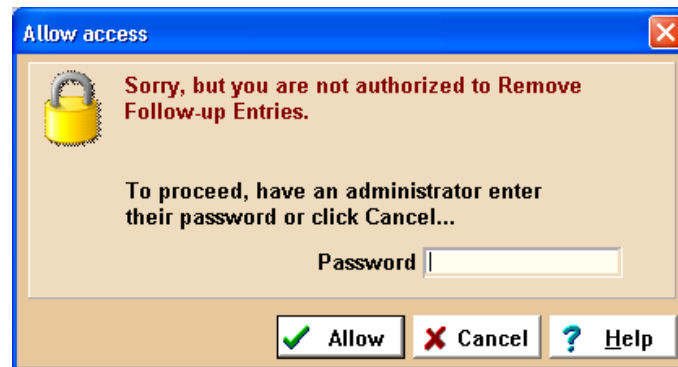 Allow access
Sorry, but you are not authorized to Remove
Follow-up Entries.
To proceed, have an administrator enter
their password or click Cancel...
Password
Allow
Cancel
? Help